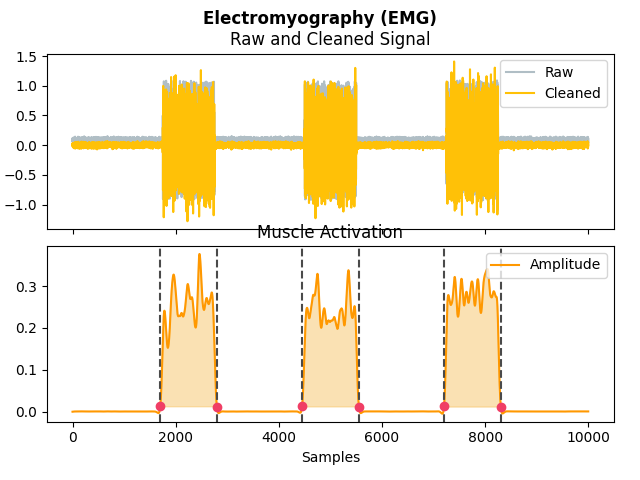 Electromyography (EMG)
Raw and Cleaned Signal
1.5
1.0
0.5
0.0
−0.5
−1.0
Raw
Cleaned
Muscle Activation
0.3
0.2
0.1
0.0
Amplitude
0 2000 4000 6000 8000 10000
Samples